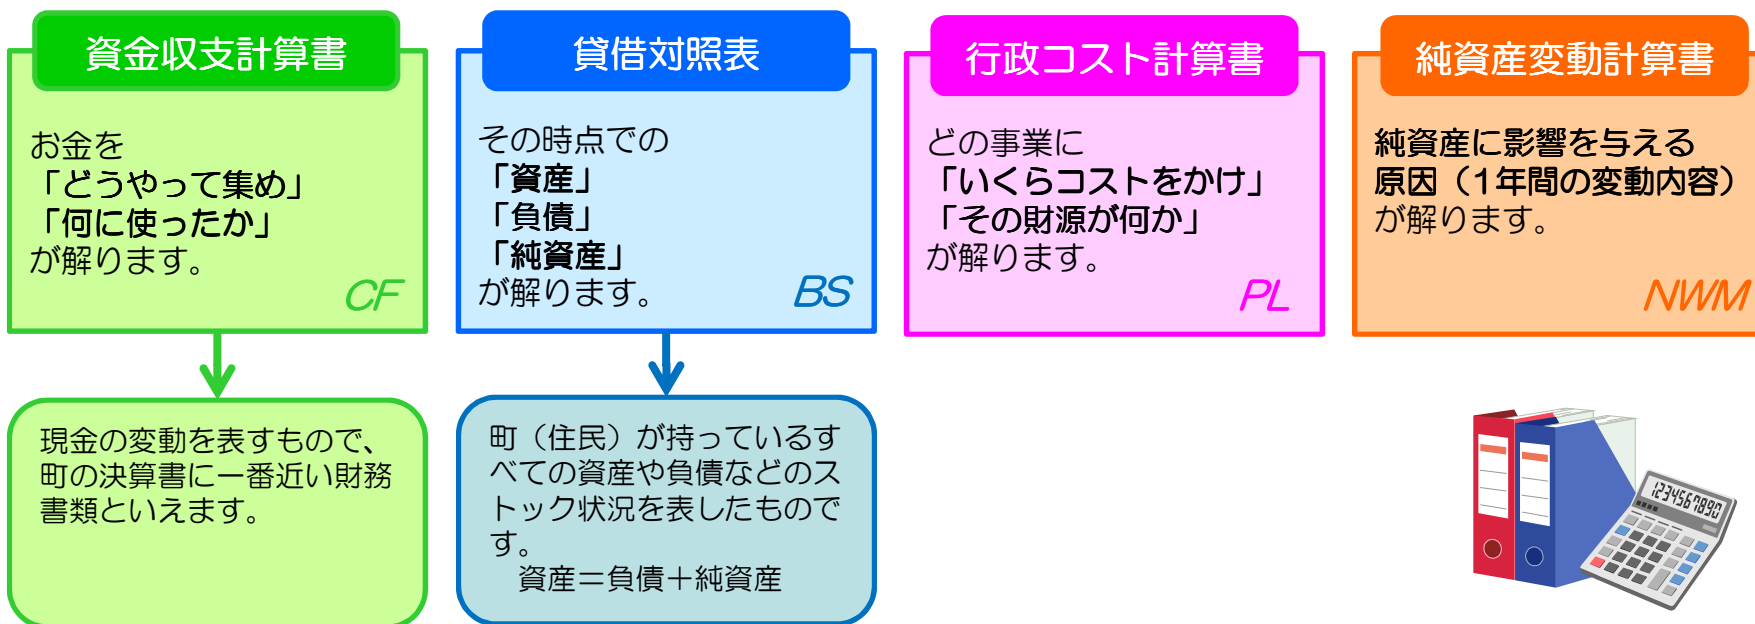 資金収支計算書
お金を
「どうやって集め」
「何に使ったか」
が解ります。
CF
現金の変動を表すもので、
町の決算書に一番近い財務
書類といえます。
貸借対照表
その時点での
「資産」
「負債」
「純資産」
が解ります。
BS
町（住民）が持っているす
べての資産や負債などのス
トック状況を表したもので
す。
資産＝負債＋純資産
行政コスト計算書
どの事業に
「いくらコストをかけ」
「その財源が何か」
が解ります。
PL
純資産変動計算書
純資産に影響を与える
原因（1年間の変動内容）
が解ります。
NWM
1234567890